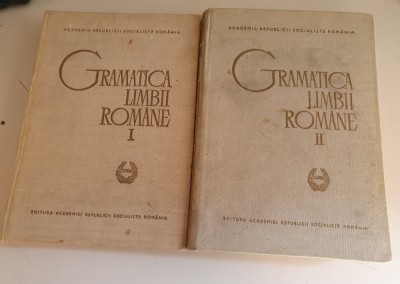 ACADEMIA REPUBLICII SOCIALISTE ROMÂNIA
GRAMATICA
LIMBII
ROMÂNE
I
EDITURA ACADEMIEI REPUBLICII SOCIALISTE ROMÂNIA
ACADEMIA REPUBLICII SOCIALISTE ROMÂNIA
GRAMATICA
LIMBII
ROMÂNE
II
EDITURA ACADEMIEI REPUBLICII SOCIALISTE ROMÂNIA